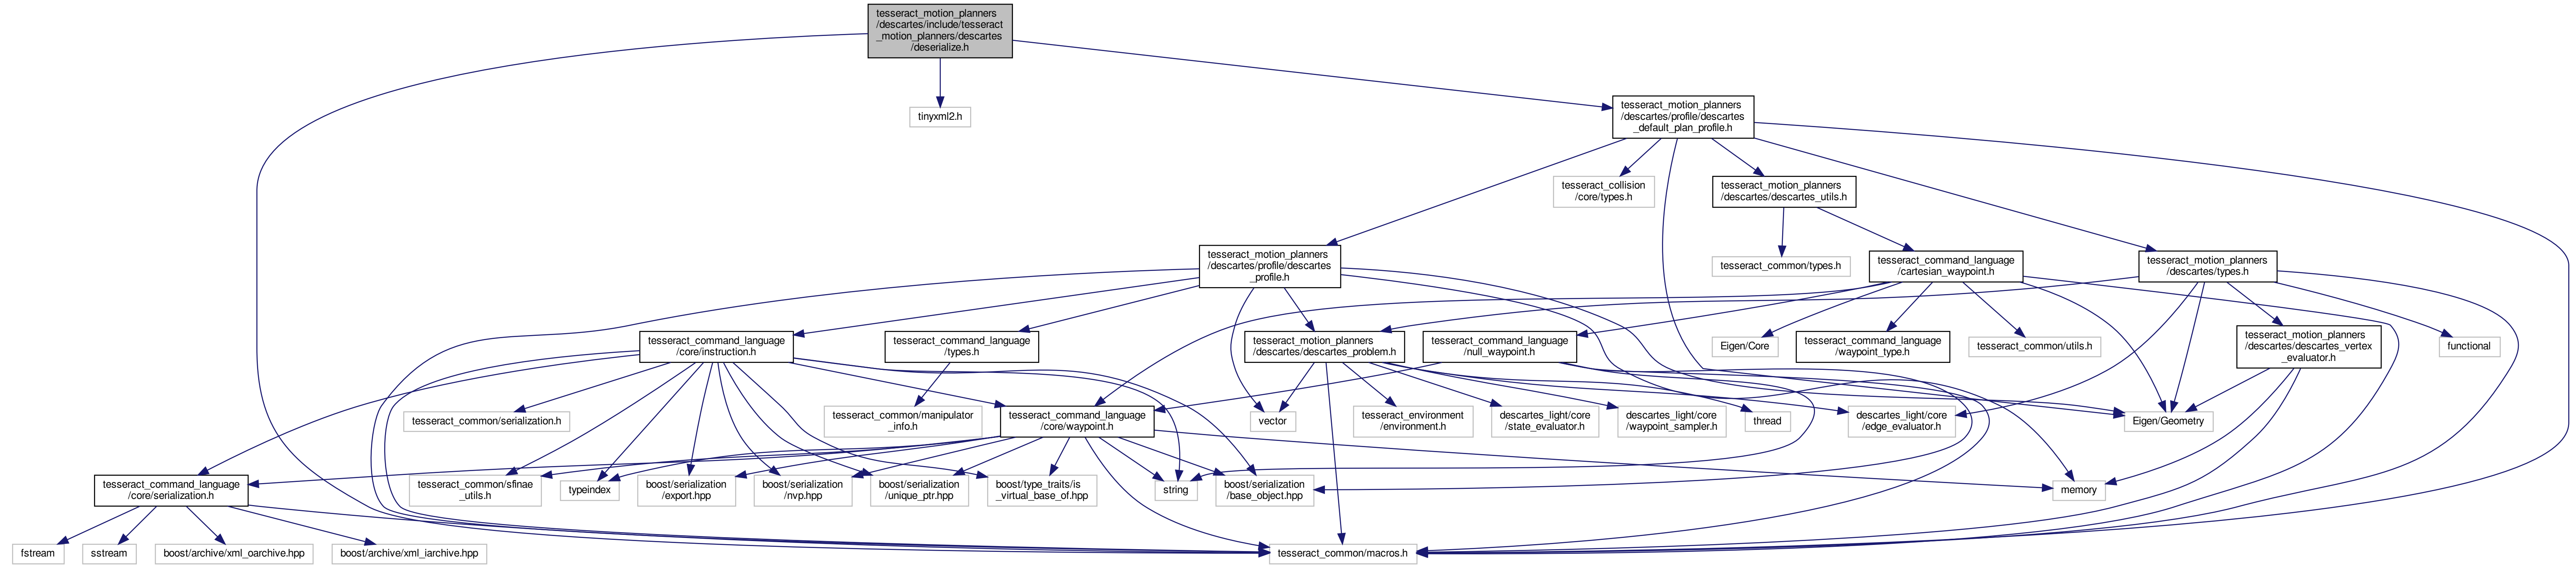 tesseract_motion_planners
/descartes/include/tesseract
_motion_planners/descartes
/deserialize.h
tinyxml2.h
tesseract_motion_planners
/descartes/profile/descartes
_default_plan_profile.h
tesseract_collision
/core/types.h
tesseract_motion_planners
/descartes/descartes_utils.h
tesseract_motion_planners
/descartes/profile/descartes
_profile.h
tesseract_common/types.h
tesseract_command_language
/cartesian_waypoint.h
tesseract_motion_planners
/descartes/types.h
tesseract_command_language
/core/instruction.h
tesseract_command_language
/types.h
tesseract_motion_planners
/descartes/descartes_problem.h
tesseract_command_language
/null_waypoint.h
Eigen/Core
tesseract_command_language
/waypoint_type.h
tesseract_common/utils.h
tesseract_motion_planners
/descartes/descartes_vertex
_evaluator.h
functional
tesseract_common/serialization.h
tesseract_common/manipulator
_info.h
tesseract_command_language
/core/waypoint.h
vector
tesseract_environment
/environment.h
descartes_light/core
/state_evaluator.h
descartes_light/core
/waypoint_sampler.h
thread
descartes_light/core
/edge_evaluator.h
Eigen/Geometry
tesseract_command_language
/core/serialization.h
tesseract_common/sfinae
_utils.h
typeindex
boost/serialization
/export.hpp
boost/serialization
/nvp.hpp
boost/serialization
/unique_ptr.hpp
boost/type_traits/is
_virtual_base_of.hpp
string
boost/serialization
/base_object.hpp
memory
fstream
sstream
boost/archive/xml_oarchive.hpp
boost/archive/xml_iarchive.hpp
tesseract_common/macros.h